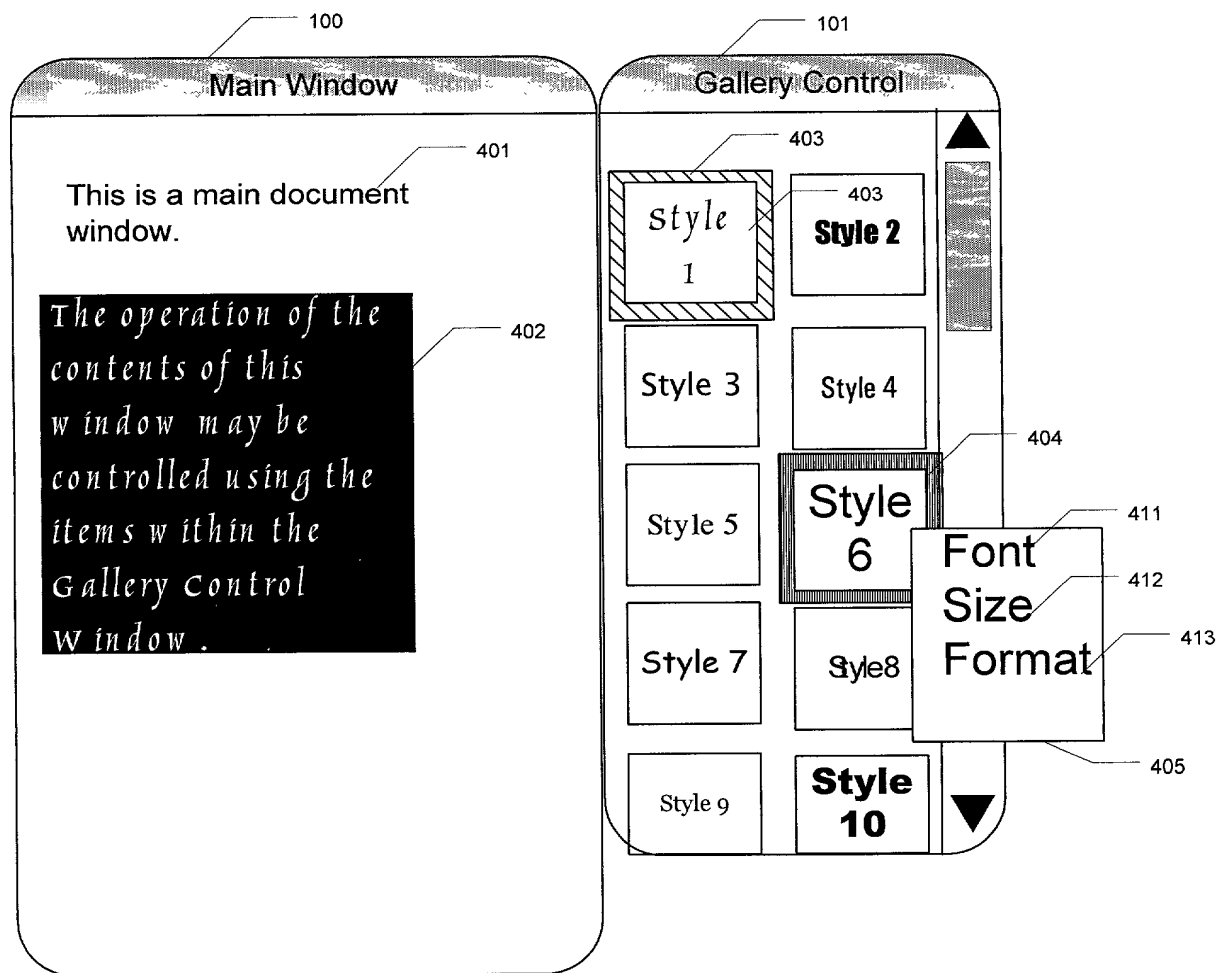 100
101
Main Window
Gallery Control
401
This is a main document
window.
403
403
Style
1
Style 2
The operation of the
contents of this
window may be
controlled using the
items within the
Gallery Control
Window.
402
Style 3
Style 4
404
Style 5
Style
6
411
Font
412
Size
413
Format
Style 7
Style8
405
Style 9
Style
10